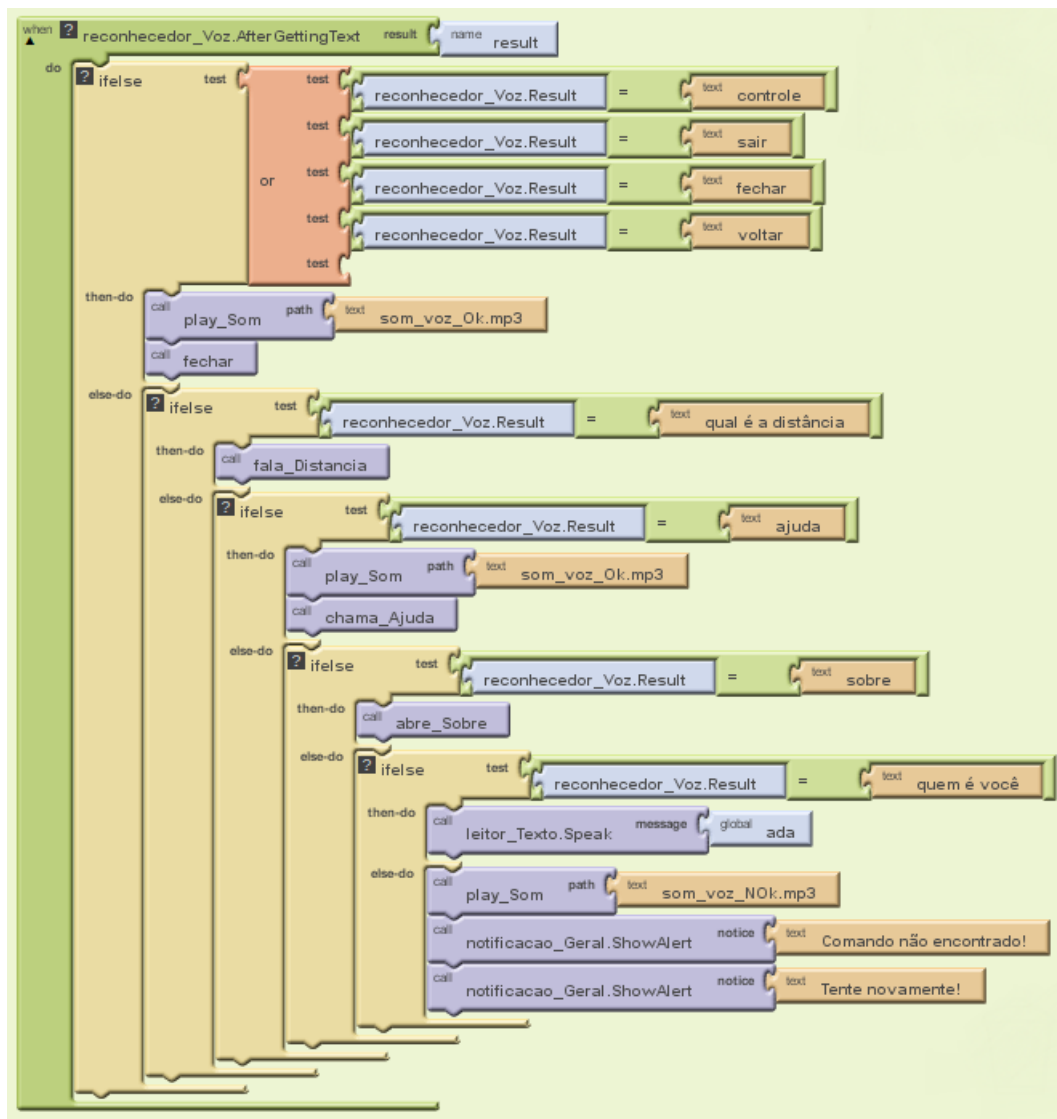 when ? reconhecedor_Voz.AfterGettingText result name result
do ? ifelse test or test reconhecedor_Voz.Result = text controle
test reconhecedor_Voz.Result = text sair
test reconhecedor_Voz.Result = text fechar
test reconhecedor_Voz.Result = text voltar
test
then-do call play_Som path text som_voz_Ok.mp3
call fechar
else-do ? ifelse test reconhecedor_Voz.Result = text qual é a distância
then-do call fala_Distancia
else-do ? ifelse test reconhecedor_Voz.Result = text ajuda
then-do call play_Som path text som_voz_Ok.mp3
call chama_Ajuda
else-do ? ifelse test reconhecedor_Voz.Result = text sobre
then-do call abre_Sobre
else-do ? ifelse test reconhecedor_Voz.Result = text quem é você
then-do call leitor_Texto.Speak message global ada
else-do call play_Som path text som_voz_NOk.mp3
call notificacao_Geral.ShowAlert notice text Comando não encontrado!
call notificacao_Geral.ShowAlert notice text Tente novamente!